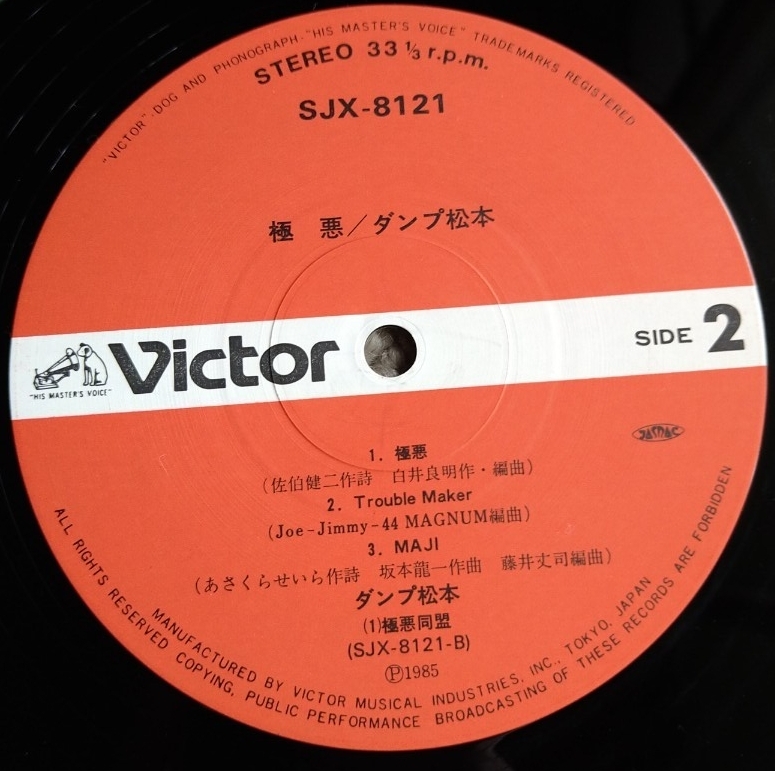 "VICTOR"·DOG AND PHONOGRAPH·"HIS MASTER'S VOICE" TRADEMARKS REGISTERED
STEREO 33 ⅓ r.p.m.
SJX-8121
極 悪／ダンプ松本
Victor
"HIS MASTER'S VOICE"
SIDE 2
JASRAC
1. 極悪
（佐伯健二作詩 白井良明作・編曲）
2. Trouble Maker
（Joe-Jimmy-44 MAGNUM編曲）
3. MAJI
（あさくらせいら作詩 坂本龍一作曲 藤井丈司編曲）
ダンプ松本
(1)極悪同盟
(SJX-8121-B)
Ⓟ1985
MANUFACTURED BY VICTOR MUSICAL INDUSTRIES, INC., TOKYO, JAPAN
ALL RIGHTS RESERVED COPYING, PUBLIC PERFORMANCE BROADCASTING OF THESE RECORDS ARE FORBIDDEN